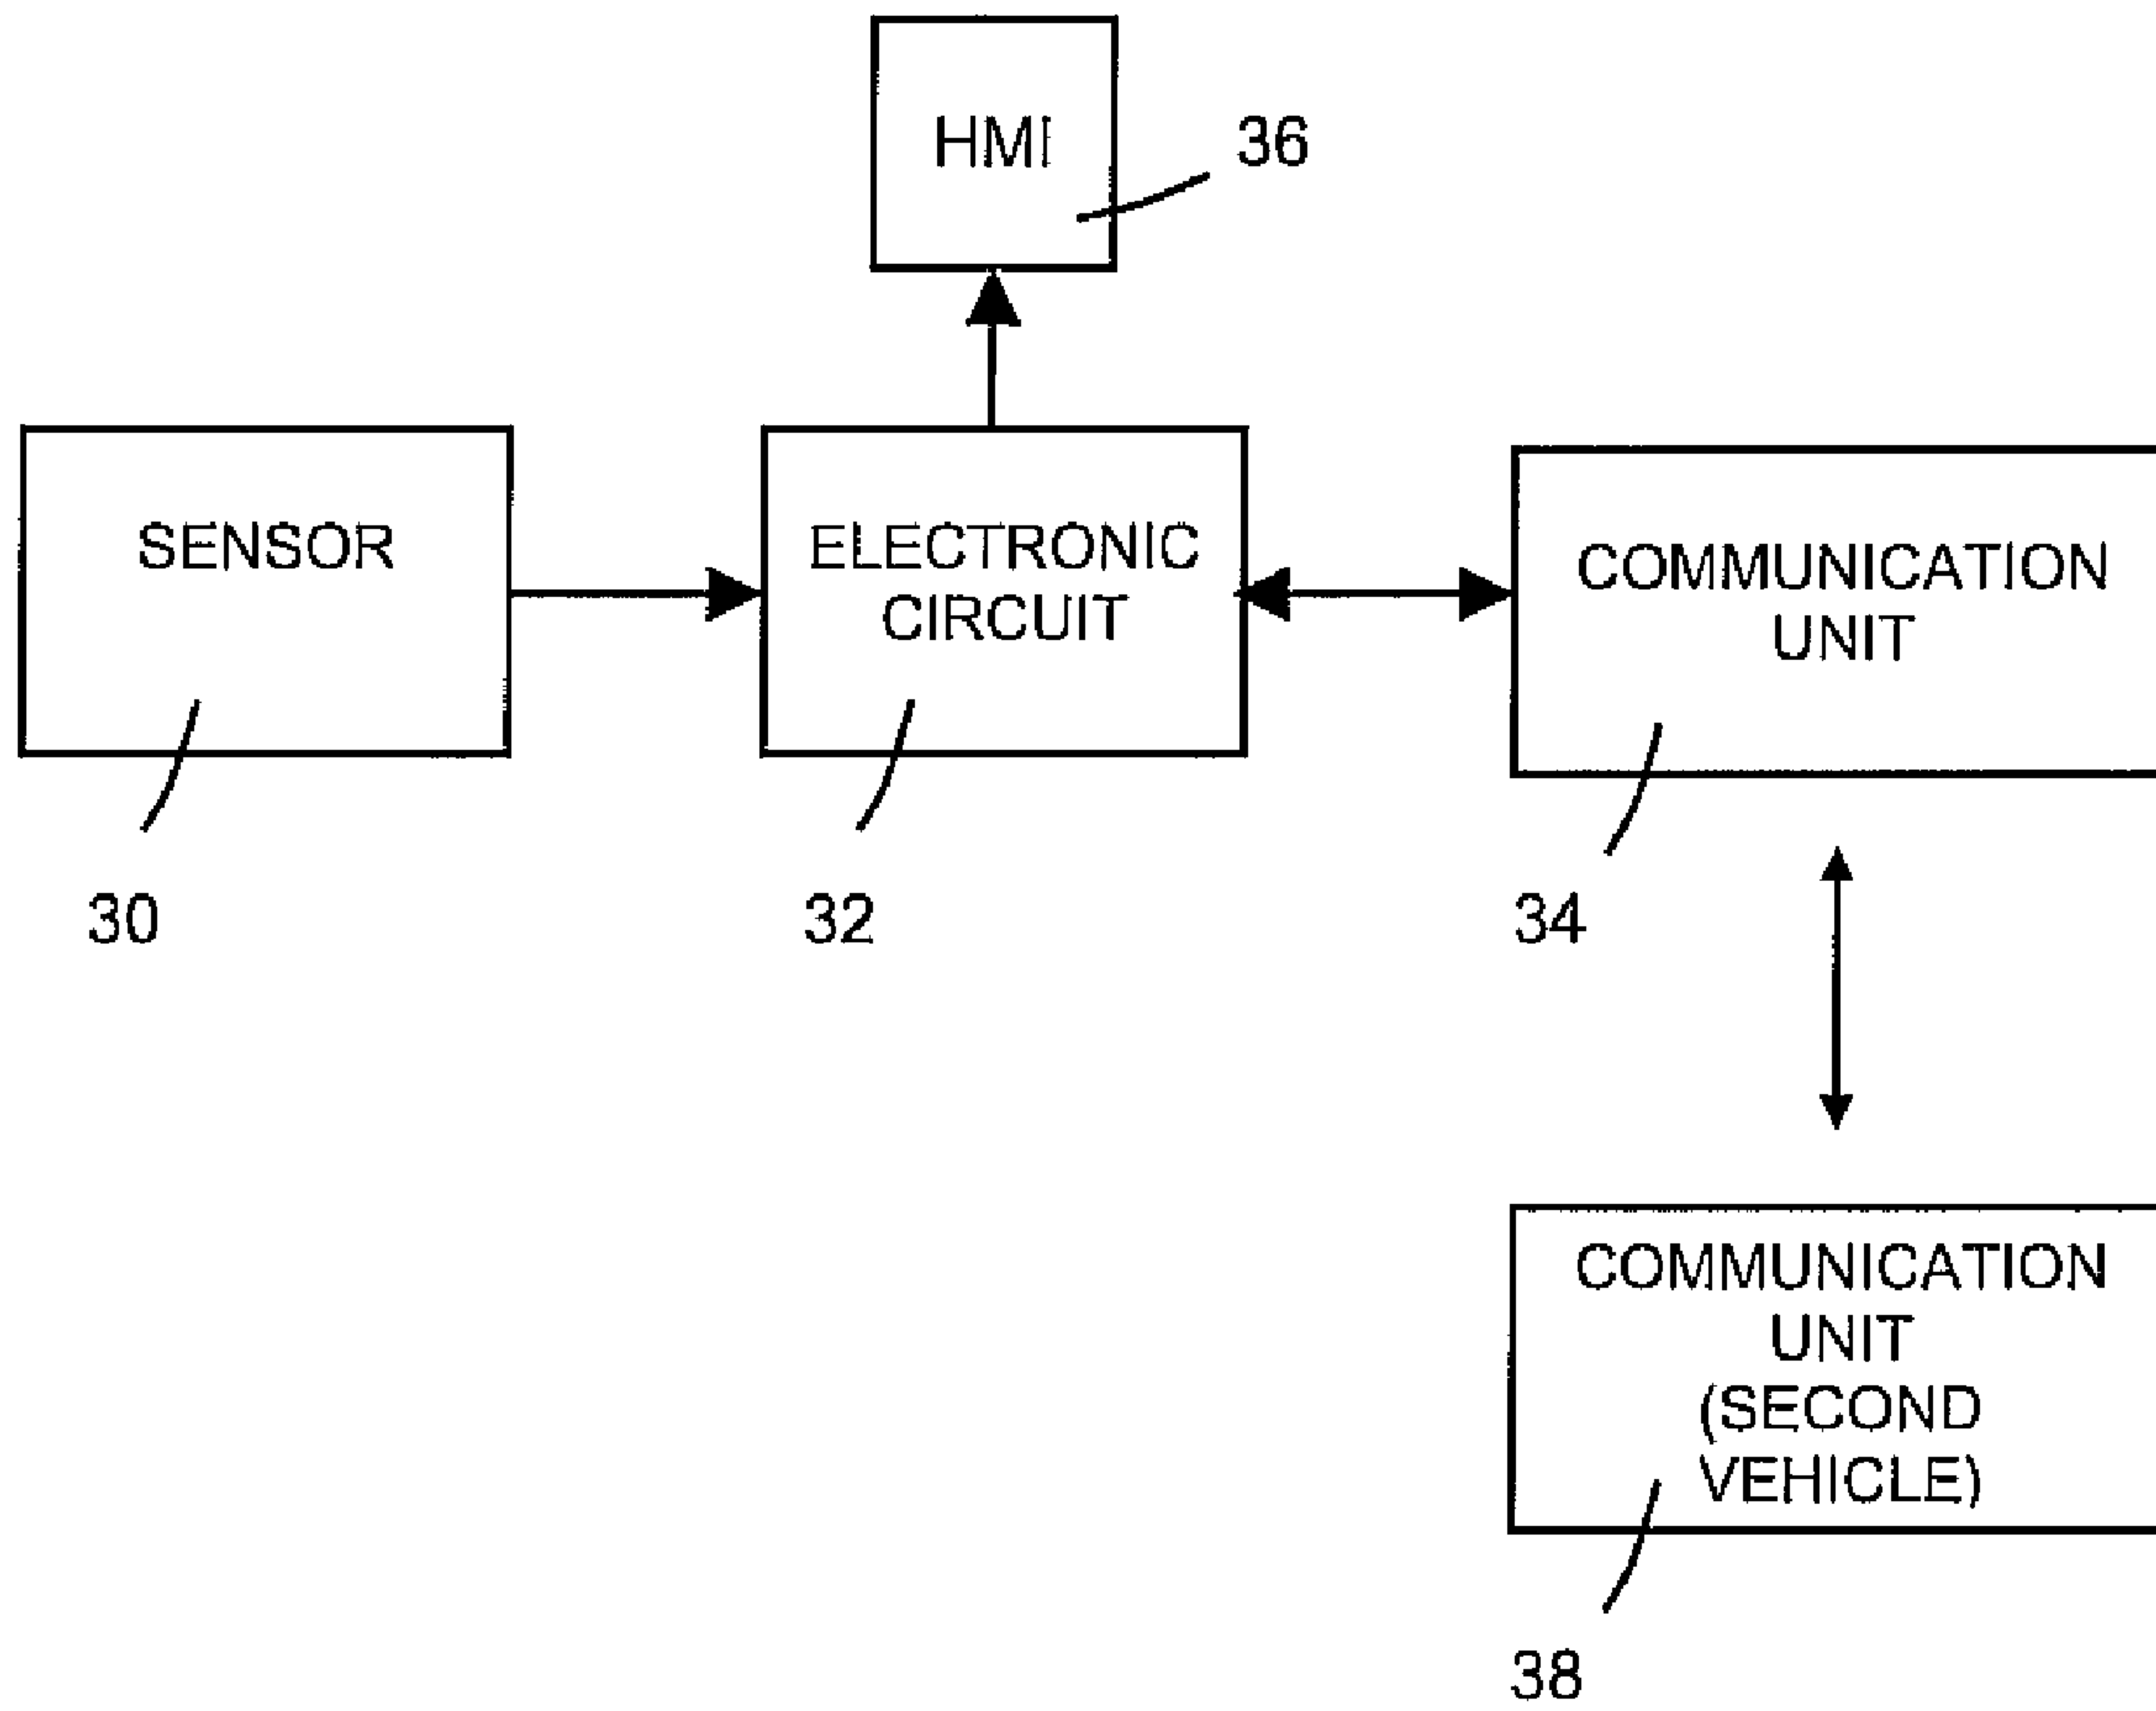 HMI
36
SENSOR
ELECTRONIC
CIRCUIT
COMMUNICATION
UNIT
30
32
34
COMMUNICATION
UNIT
(SECOND
VEHICLE)
38